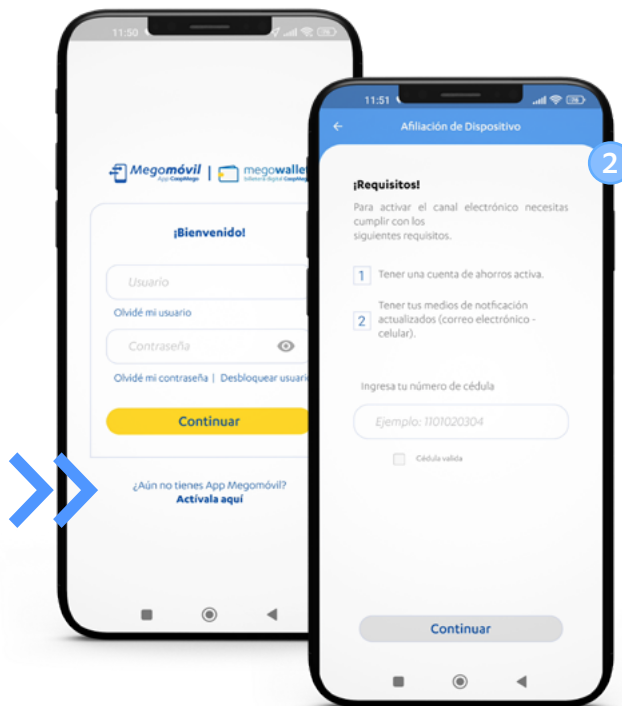 11:50
Megomóvil | megowallet
App CoopMego
billetera digital CoopMego
¡Bienvenido!
Usuario
Olvidé mi usuario
Contraseña
Olvidé mi contraseña | Desbloquear usuario
Continuar
¿Aún no tienes App Megomóvil?
Actívala aquí
11:51
Afiliación de Dispositivo
2
¡Requisitos!
Para activar el canal electrónico necesitas
cumplir con los
siguientes requisitos.
1 Tener una cuenta de ahorros activa.
Tener tus medios de notficación
2 actualizados (correo electrónico -
celular).
Ingresa tu número de cédula
Ejemplo: 1101020304
Cédula valida
Continuar